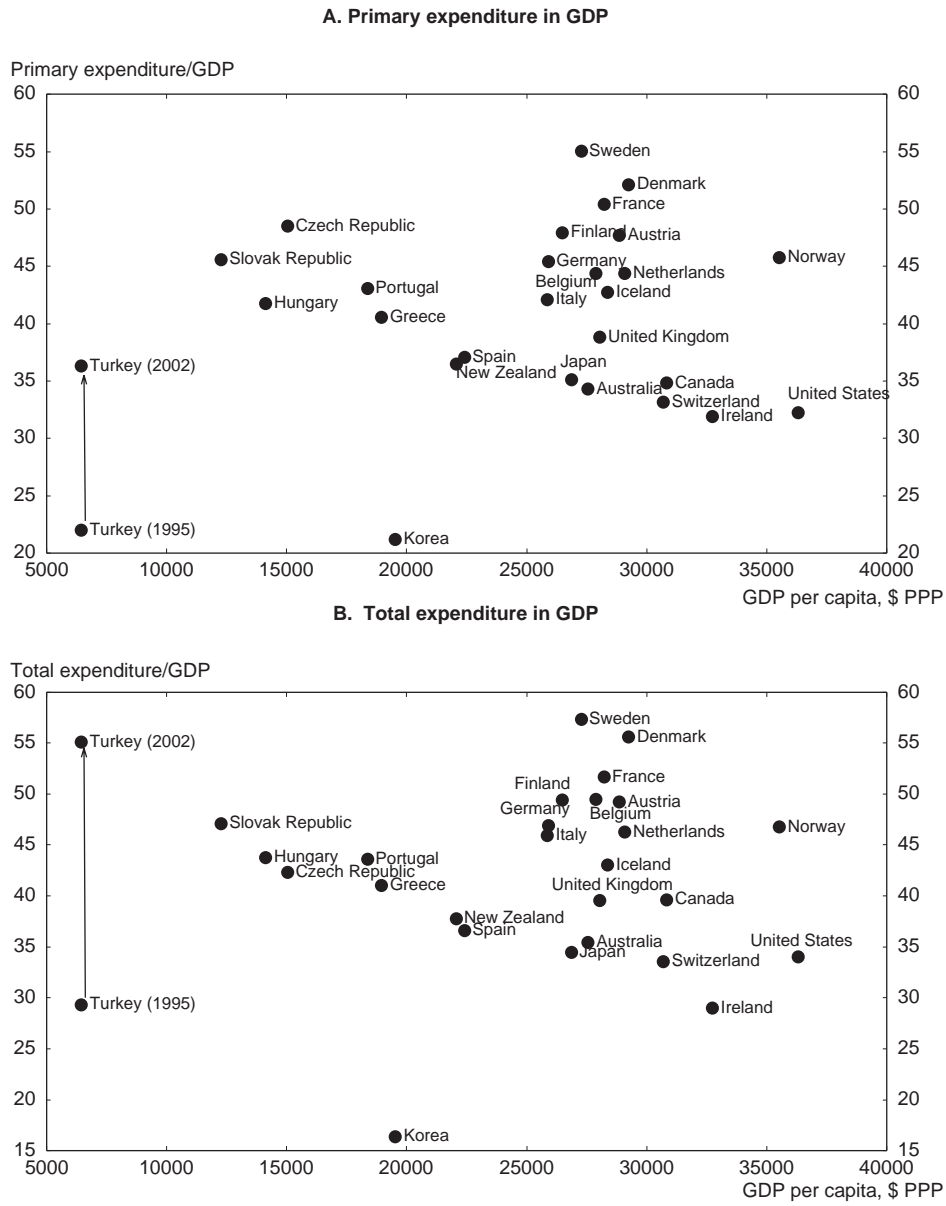 A. Primary expenditure in GDP
Primary expenditure/GDP
60 60
Sweden
55 55
Denmark
France
50 50
Czech Republic
Finland Austria
Slovak Republic Germany Norway
45 45
Belgium Netherlands
Portugal Iceland
Hungary Italy
Greece
40 40
United Kingdom
Spain Japan
Turkey (2002) New Zealand
35 35
Australia Canada United States
Switzerland
Ireland
30 30
25 25
Turkey (1995)
Korea
20 20
5000 10000 15000 20000 25000 30000 35000 40000
GDP per capita, $ PPP
B. Total expenditure in GDP
Total expenditure/GDP
60 60
Sweden
Turkey (2002) Denmark
55 55
France
Finland
50 50
Germany Austria
Belgium
Slovak Republic Italy Netherlands Norway
45 45
Hungary Portugal Iceland
Czech Republic
Greece United Kingdom
40 40
Canada
New Zealand
Spain
Australia United States
35 35
Japan Switzerland
30 30
Turkey (1995) Ireland
25 25
20 20
Korea
15 15
5000 10000 15000 20000 25000 30000 35000 40000
GDP per capita, $ PPP